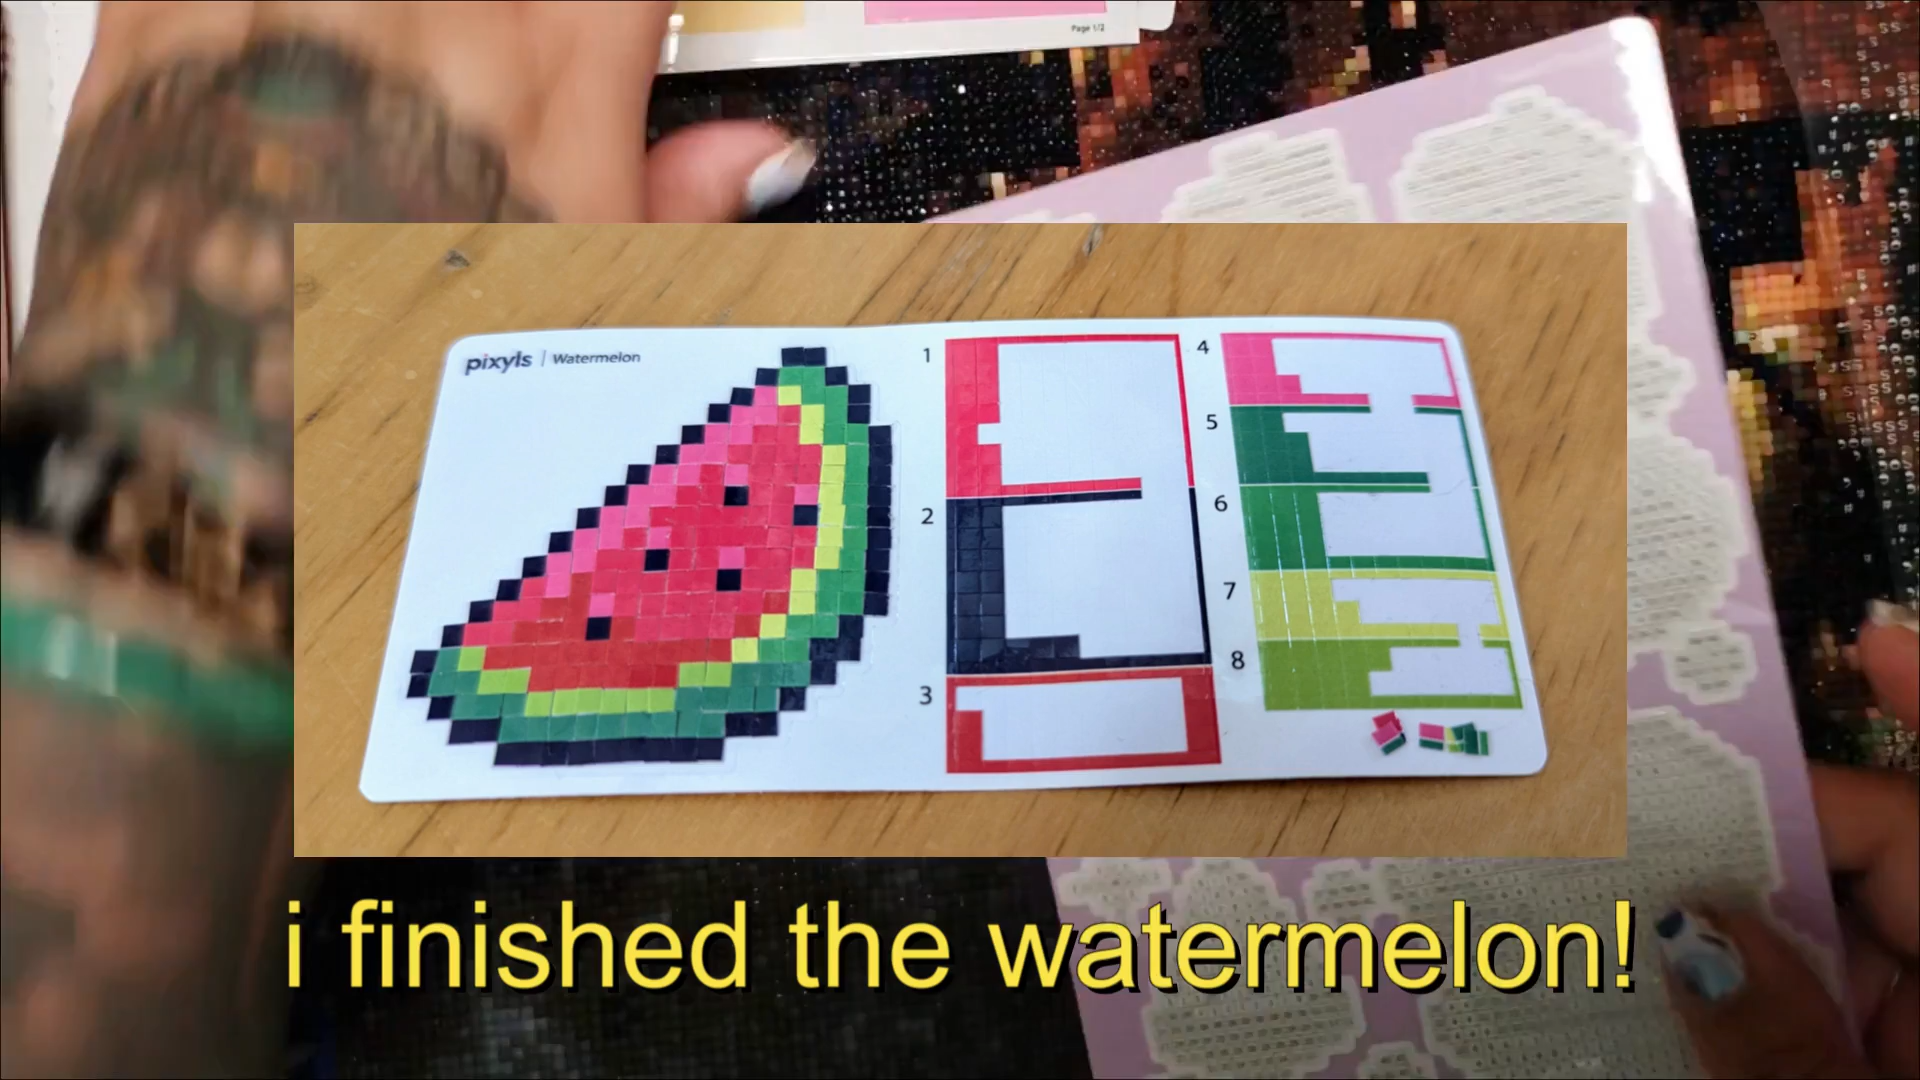 Page 1/2
pixyls | Watermelon
1
2
3
4
5
6
7
8
i finished the watermelon!